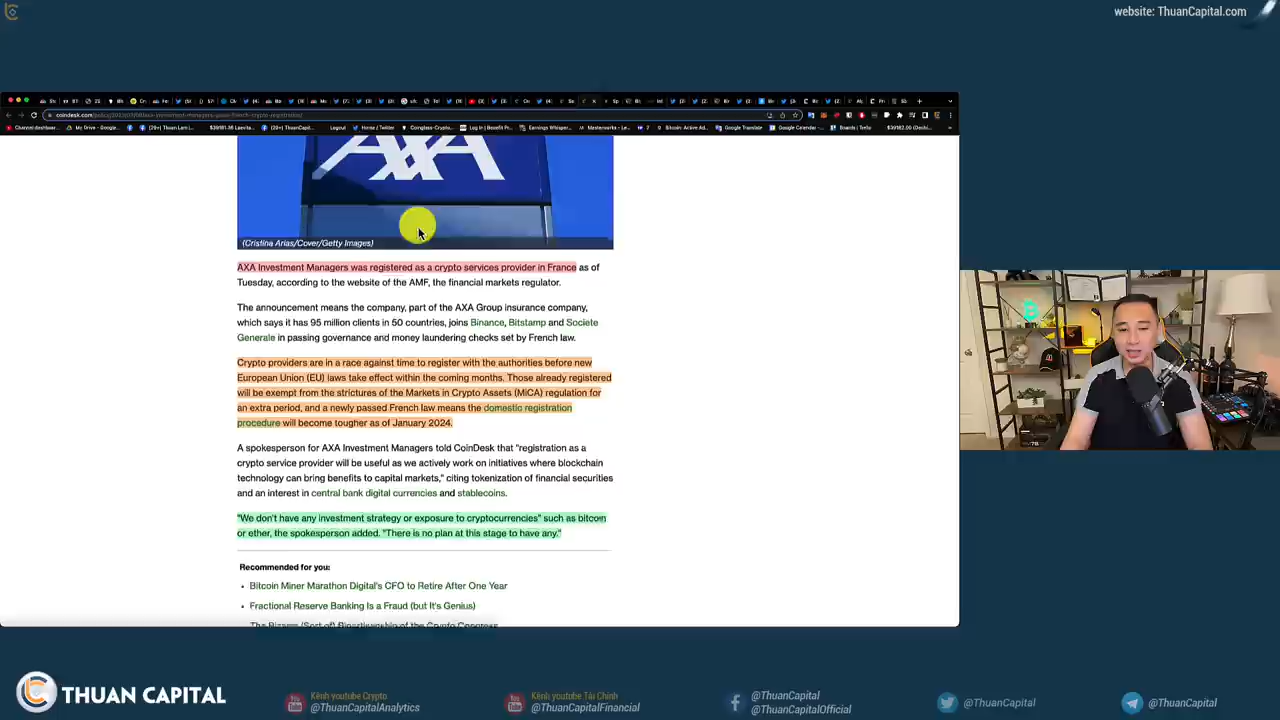 website: ThuanCapital.com
AXA
(Cristina Arias/Cover/Getty Images)
AXA Investment Managers was registered as a crypto services provider in France as of
Tuesday, according to the website of the AMF, the financial markets regulator.
The announcement means the company, part of the AXA Group insurance company,
which says it has 95 million clients in 50 countries, joins Binance, Bitstamp and Societe
Generale in passing governance and money laundering checks set by French law.
Crypto providers are in a race against time to register with the authorities before new
European Union (EU) laws take effect within the coming months. Those already registered
will be exempt from the strictures of the Markets in Crypto Assets (MiCA) regulation for
an extra period, and a newly passed French law means the domestic registration
procedure will become tougher as of January 2024.
A spokesperson for AXA Investment Managers told CoinDesk that "registration as a
crypto service provider will be useful as we actively work on initiatives where blockchain
technology can bring benefits to capital markets," citing tokenization of financial securities
and an interest in central bank digital currencies and stablecoins.
"We don't have any investment strategy or exposure to cryptocurrencies" such as bitcoin
or ether, the spokesperson added. "There is no plan at this stage to have any."
Recommended for you:
• Bitcoin Miner Marathon Digital's CFO to Retire After One Year
• Fractional Reserve Banking Is a Fraud (but It's Genius)
The Bizarre (Sort of) Bipartisanship of the Crypto Congress
THUAN CAPITAL
Kênh youtube Crypto
@ThuanCapitalAnalytics
Kênh youtube Tài Chính
@ThuanCapitalFinancial
@ThuanCapital
@ThuanCapitalOfficial
@ThuanCapital
@ThuanCapital